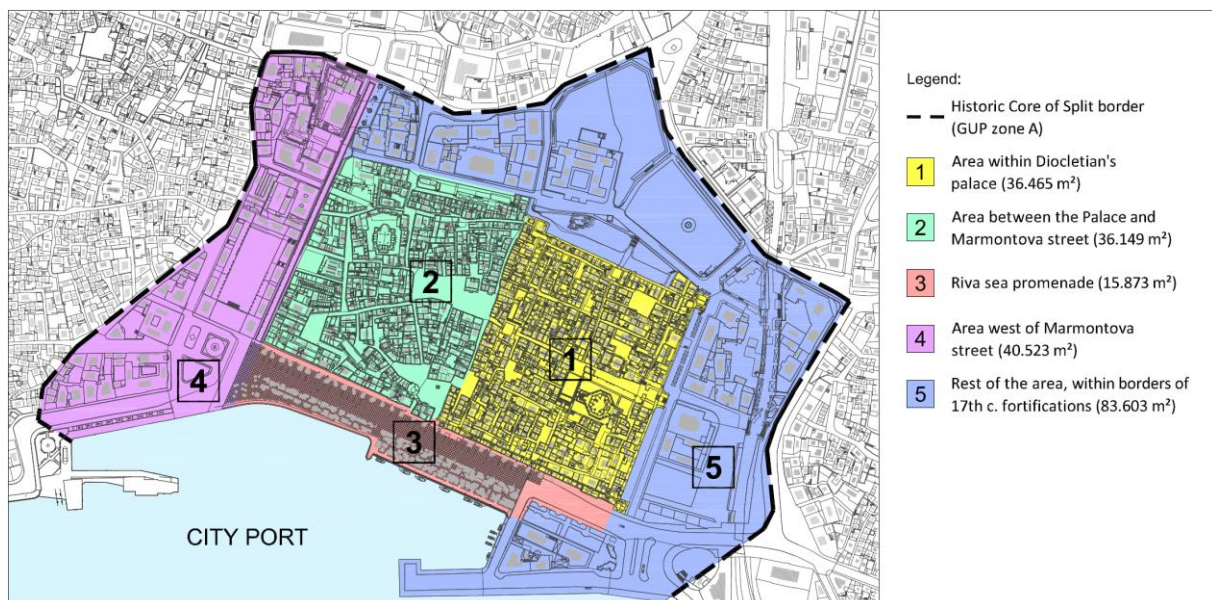 1
2
3
4
5
CITY PORT
Legend:
Historic Core of Split border
(GUP zone A)
1
Area within Diocletian's
palace (36.465 m²)
2
Area between the Palace and
Marmontova street (36.149 m²)
3
Riva sea promenade (15.873 m²)
4
Area west of Marmontova
street (40.523 m²)
5
Rest of the area, within borders of
17th c. fortifications (83.603 m²)